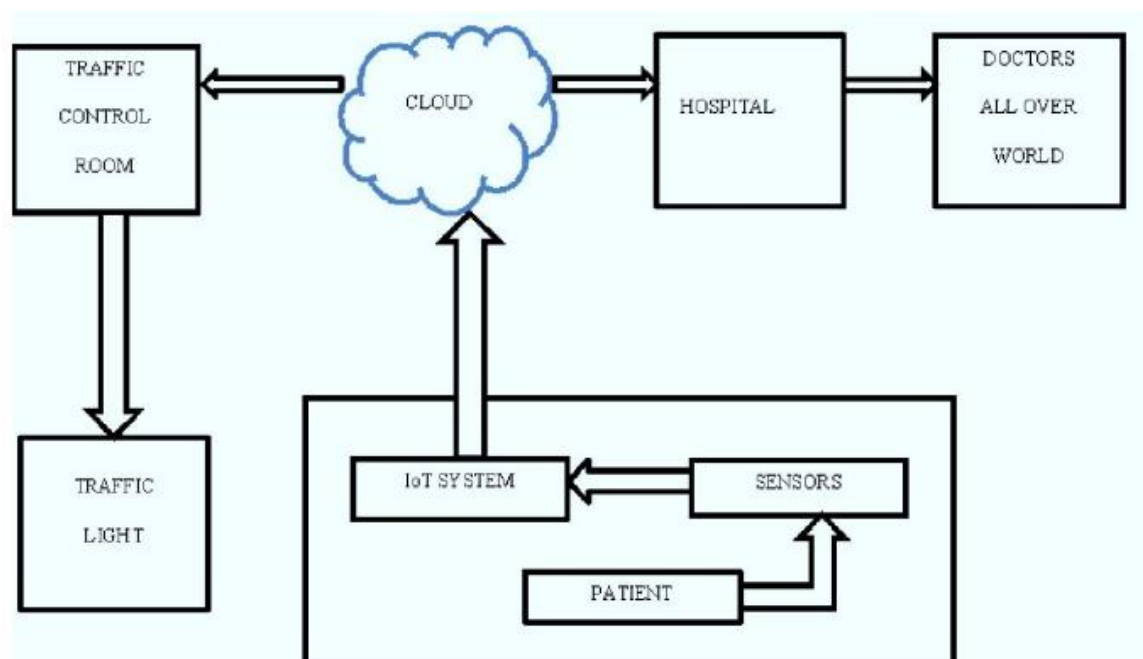 TRAFFIC
CONTROL
ROOM
CLOUD
HOSPITAL
DOCTORS
ALL OVER
WORLD
TRAFFIC
LIGHT
IoT SYSTEM
SENSORS
PATIENT